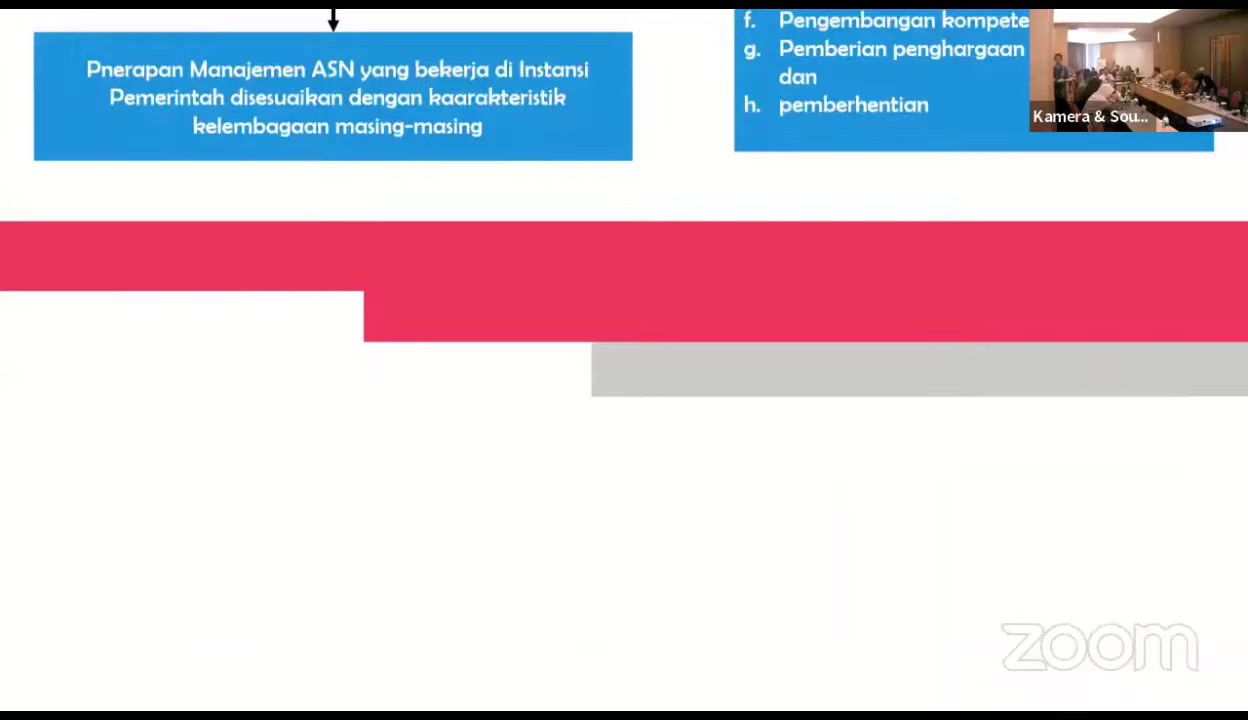 Pnerapan Manajemen ASN yang bekerja di Instansi
Pemerintah disesuaikan dengan kaarakteristik
kelembagaan masing-masing
f. Pengembangan kompete
g. Pemberian penghargaan
dan
h. pemberhentian
Kamera & Sou...
zoom